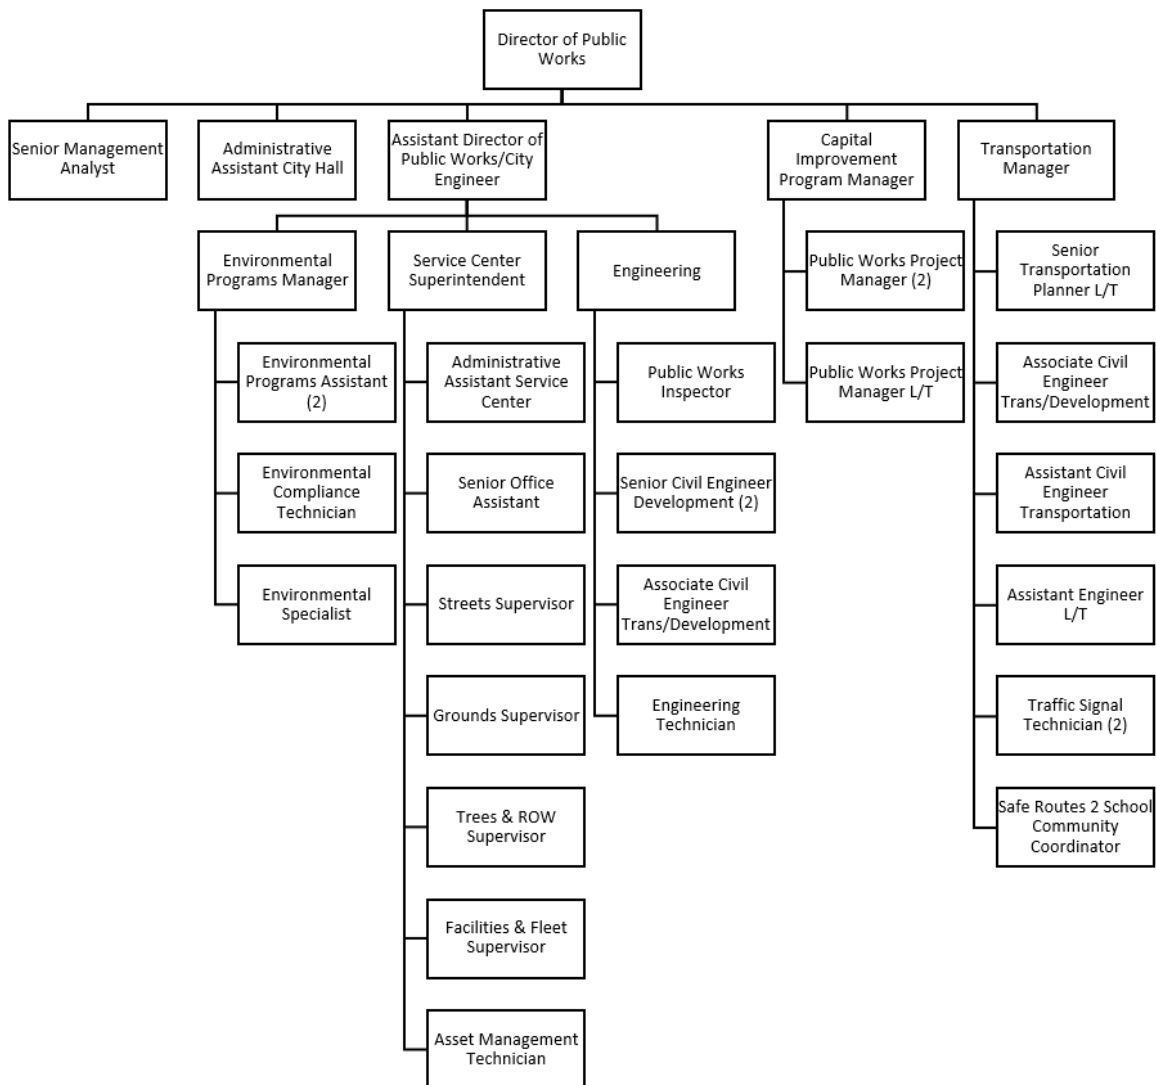 Director of Public
Works
Senior Management
Analyst
Administrative
Assistant City Hall
Assistant Director of
Public Works/City
Engineer
Capital
Improvement
Program Manager
Transportation
Manager
Environmental
Programs Manager
Service Center
Superintendent
Engineering
Public Works Project
Manager (2)
Senior
Transportation
Planner L/T
Environmental
Programs Assistant
(2)
Administrative
Assistant Service
Center
Public Works
Inspector
Public Works Project
Manager L/T
Associate Civil
Engineer
Trans/Development
Environmental
Compliance
Technician
Senior Office
Assistant
Senior Civil Engineer
Development (2)
Assistant Civil
Engineer
Transportation
Environmental
Specialist
Streets Supervisor
Associate Civil
Engineer
Trans/Development
Assistant Engineer
L/T
Grounds Supervisor
Engineering
Technician
Traffic Signal
Technician (2)
Trees & ROW
Supervisor
Safe Routes 2 School
Community
Coordinator
Facilities & Fleet
Supervisor
Asset Management
Technician